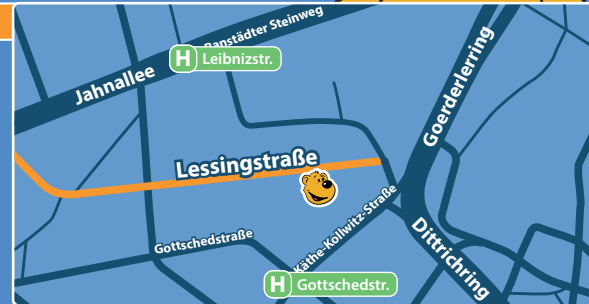 Ranstädter Steinweg
H Leibnizstr.
Jahnallee
Goerderlerring
Lessingstraße
Käthe-Kollwitz-Straße
Gottschedstraße
Dittrichring
H Gottschedstr.